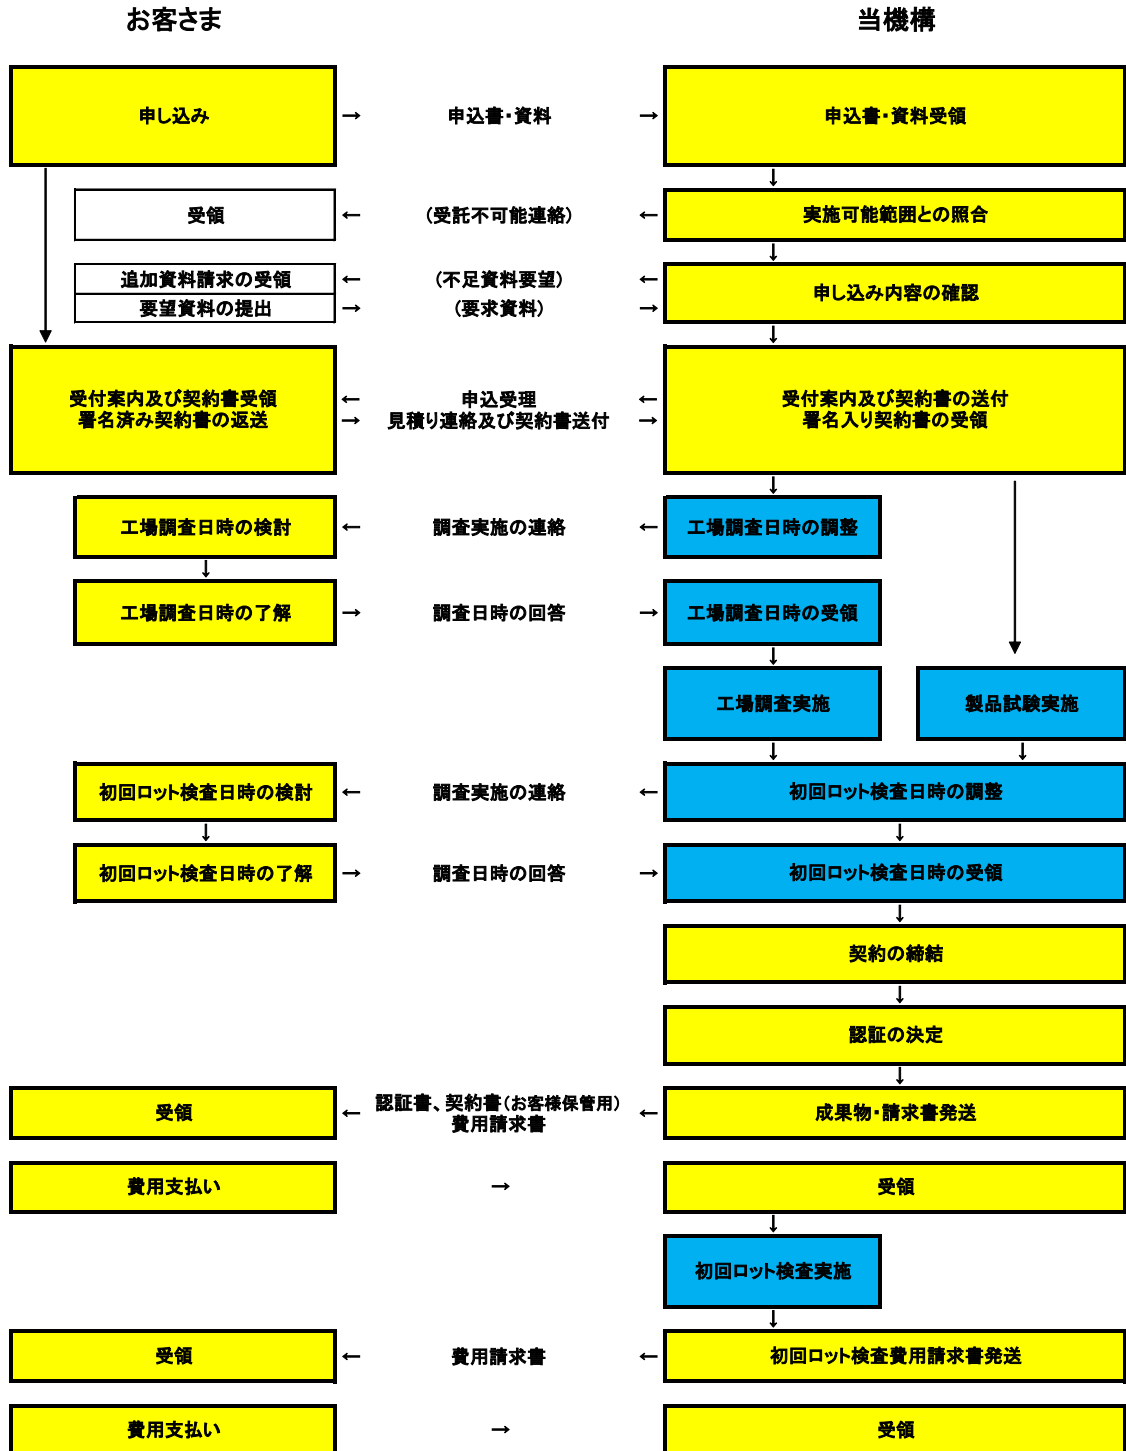 お客さま
当機構
申し込み
→
申込書・資料
→
申込書・資料受領
↓
受領
←
(受託不可能連絡)
←
実施可能範囲との照合
↓
追加資料請求の受領
←
(不足資料要望)
←
申し込み内容の確認
要望資料の提出
→
(要求資料)
→
↓
受付案内及び契約書受領
署名済み契約書の返送
←
申込受理
←
→
見積り連絡及び契約書送付
→
受付案内及び契約書の送付
署名入り契約書の受領
↓
工場調査日時の検討
←
調査実施の連絡
←
工場調査日時の調整
↓
工場調査日時の了解
→
調査日時の回答
→
工場調査日時の受領
↓
工場調査実施
製品試験実施
↓
↓
初回ロット検査日時の検討
←
調査実施の連絡
←
初回ロット検査日時の調整
↓
↓
初回ロット検査日時の了解
→
調査日時の回答
→
初回ロット検査日時の受領
↓
契約の締結
↓
認証の決定
↓
受領
←
認証書、契約書(お客様保管用)
費用請求書
←
成果物・請求書発送
費用支払い
→
受領
↓
初回ロット検査実施
↓
受領
←
費用請求書
←
初回ロット検査費用請求書発送
費用支払い
→
受領